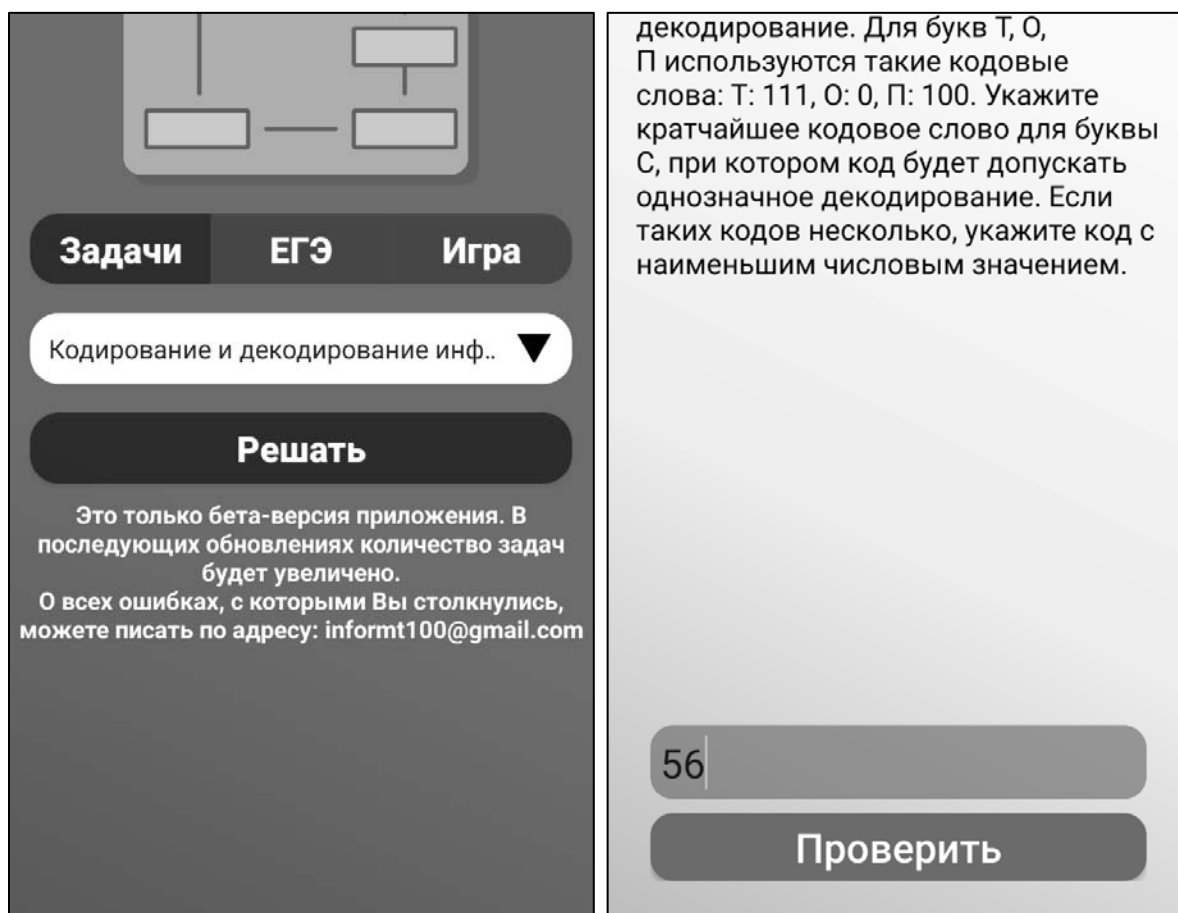 Задачи
ЕГЭ
Игра
Кодирование и декодирование инф..
Решать
Это только бета-версия приложения. В
последующих обновлениях количество задач
будет увеличено.
О всех ошибках, с которыми Вы столкнулись,
можете писать по адресу: informt100@gmail.com
декодирование. Для букв Т, О,
П используются такие кодовые
слова: Т: 111, О: 0, П: 100. Укажите
кратчайшее кодовое слово для буквы
С, при котором код будет допускать
однозначное декодирование. Если
таких кодов несколько, укажите код с
наименьшим числовым значением.
56
Проверить